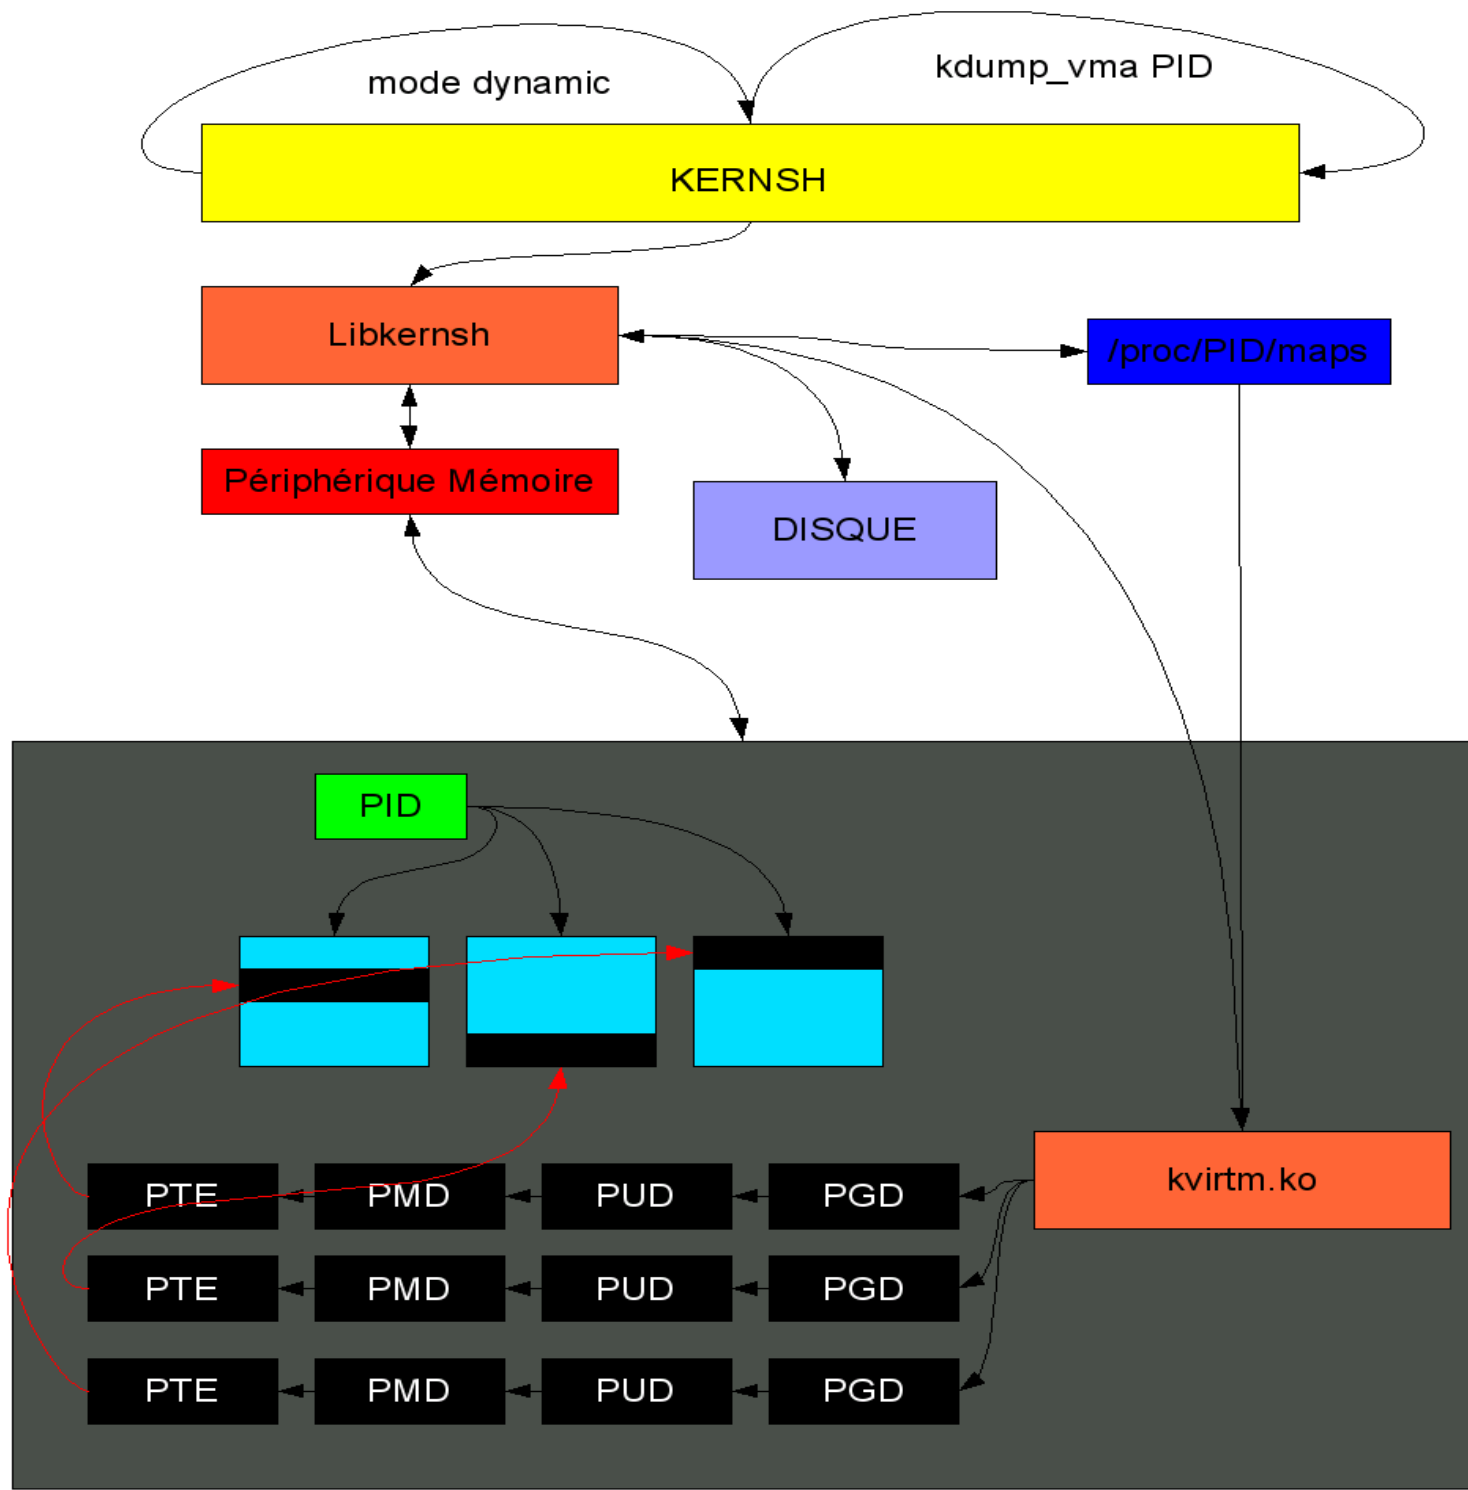 mode dynamic
kdump_vma PID
KERNSH
Libkernsh
/proc/PID/maps
Périphérique Mémoire
DISQUE
PID
kvirtm.ko
PTE PMD PUD PGD
PTE PMD PUD PGD
PTE PMD PUD PGD